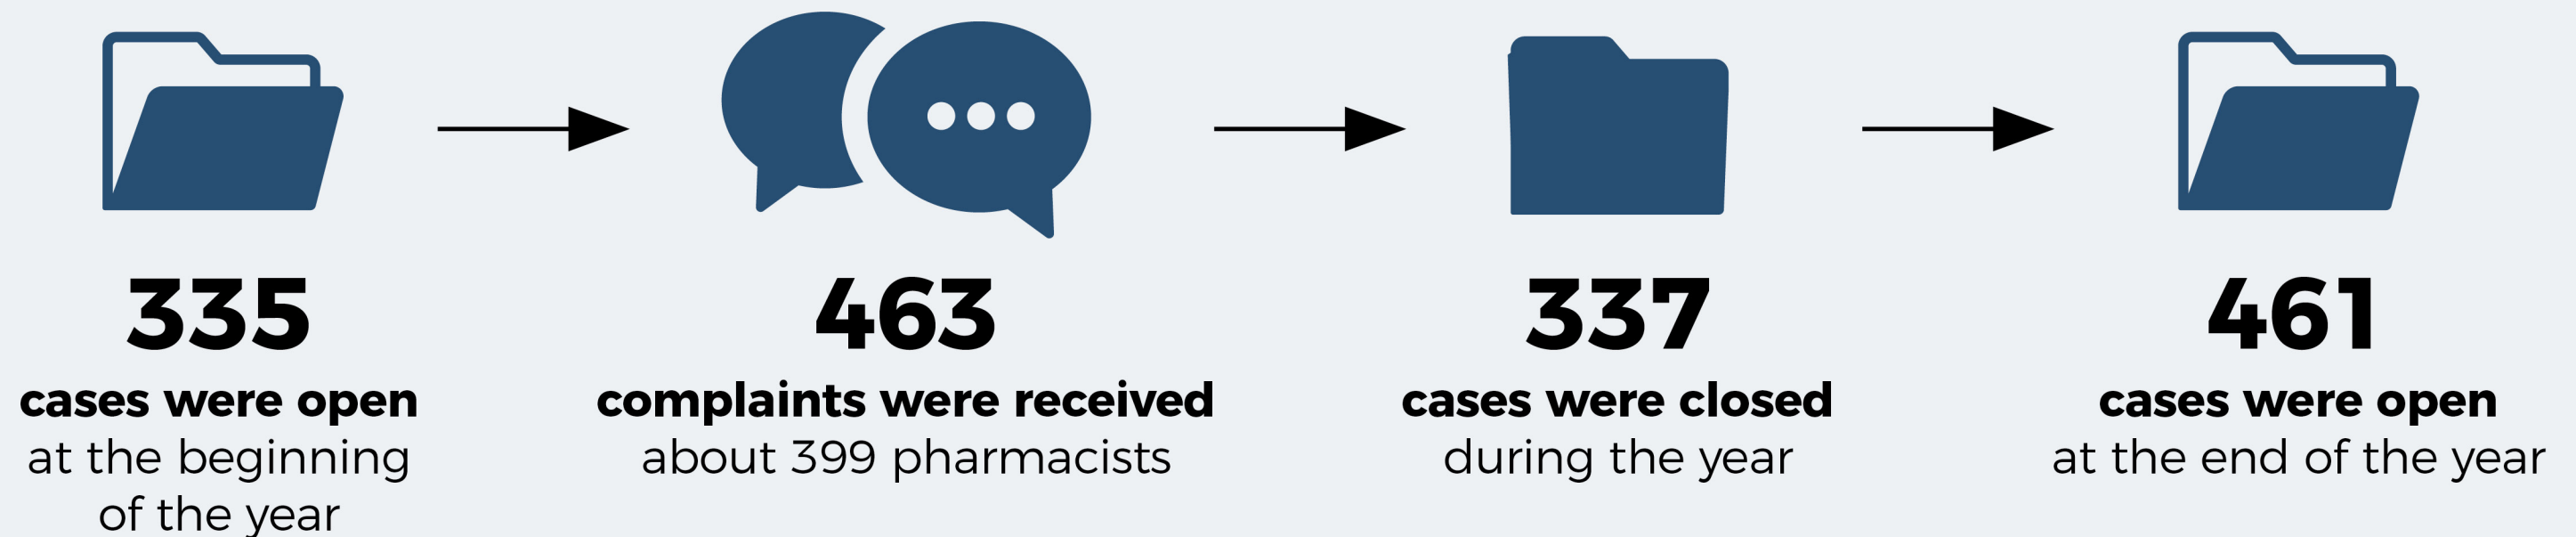 335
cases were open
at the beginning
of the year
463
complaints were received
about 399 pharmacists
337
cases were closed
during the year
461
cases were open
at the end of the year